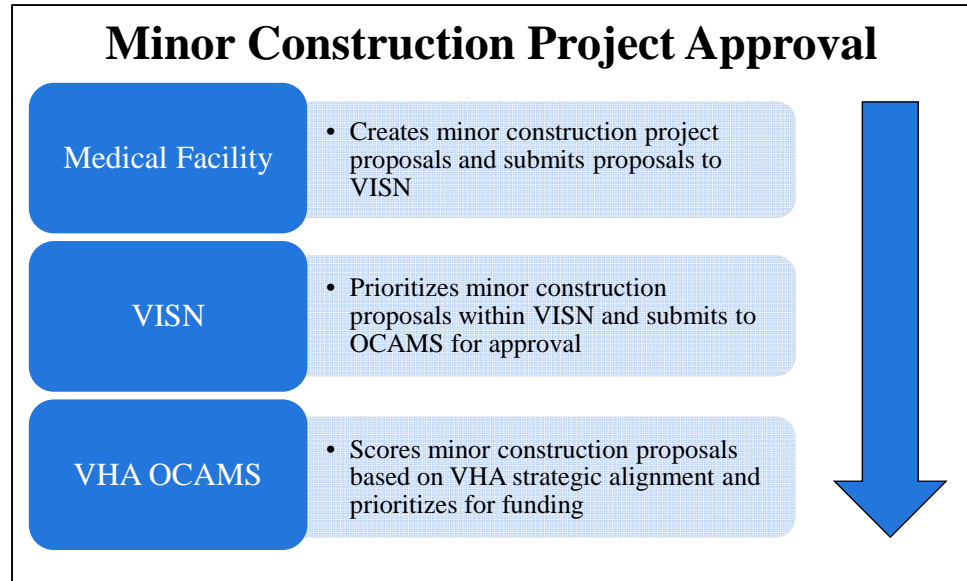 Minor Construction Project Approval
Medical Facility
• Creates minor construction project
proposals and submits proposals to
VISN
VISN
• Prioritizes minor construction
proposals within VISN and submits to
OCAMS for approval
VHA OCAMS
• Scores minor construction proposals
based on VHA strategic alignment and
prioritizes for funding